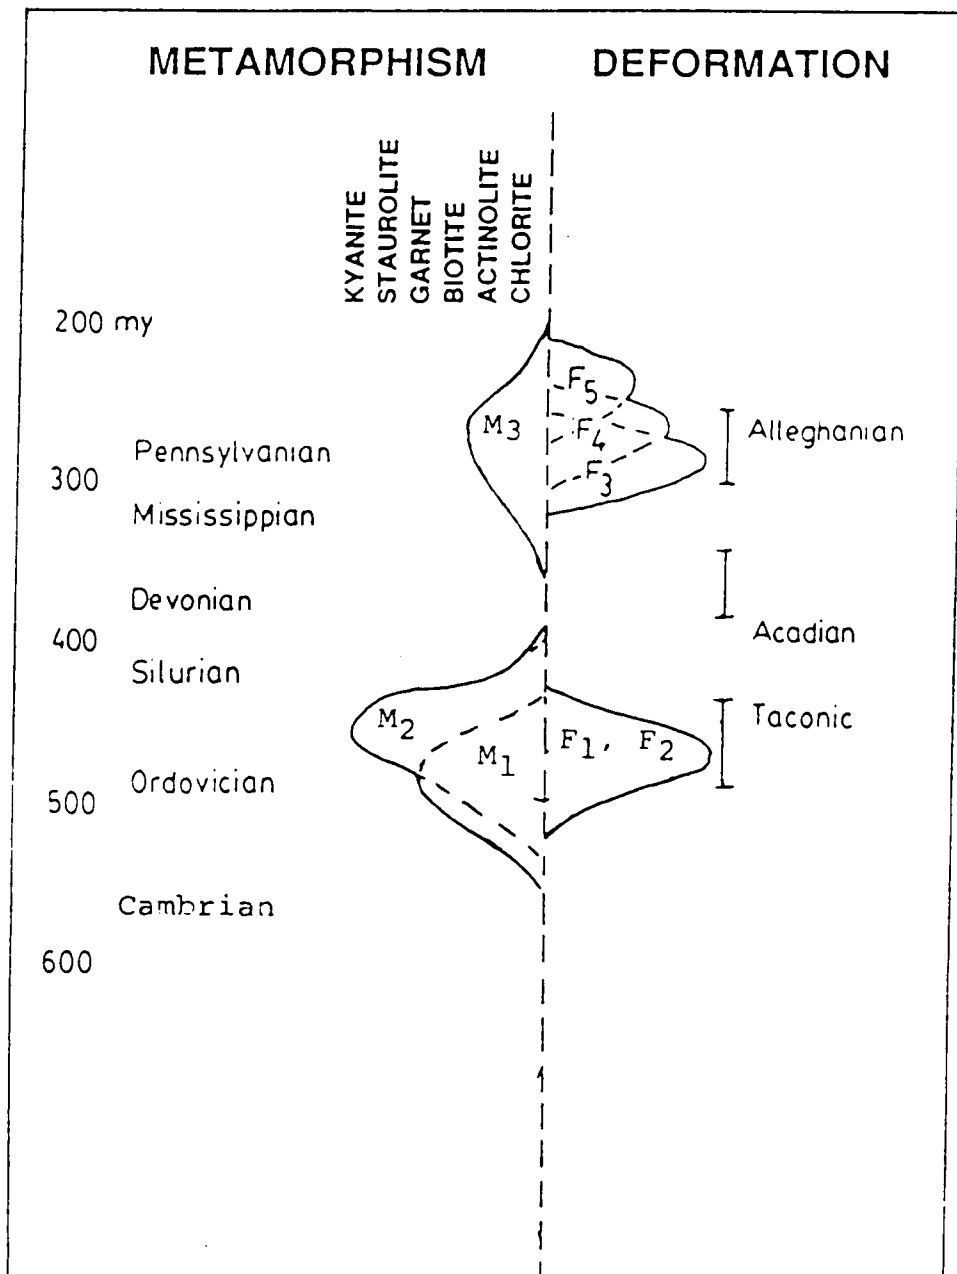 METAMORPHISM DEFORMATION
KYANITE
STAUROLITE
GARNET
BIOTITE
ACTINOLITE
CHLORITE
200 my
F5
M3 F4 Alleghanian
Pennsylvanian
300 F3
Mississippian
Devonian
400 Acadian
Silurian
M2 Taconic
M1 F1, F2
Ordovician
500
Cambrian
600